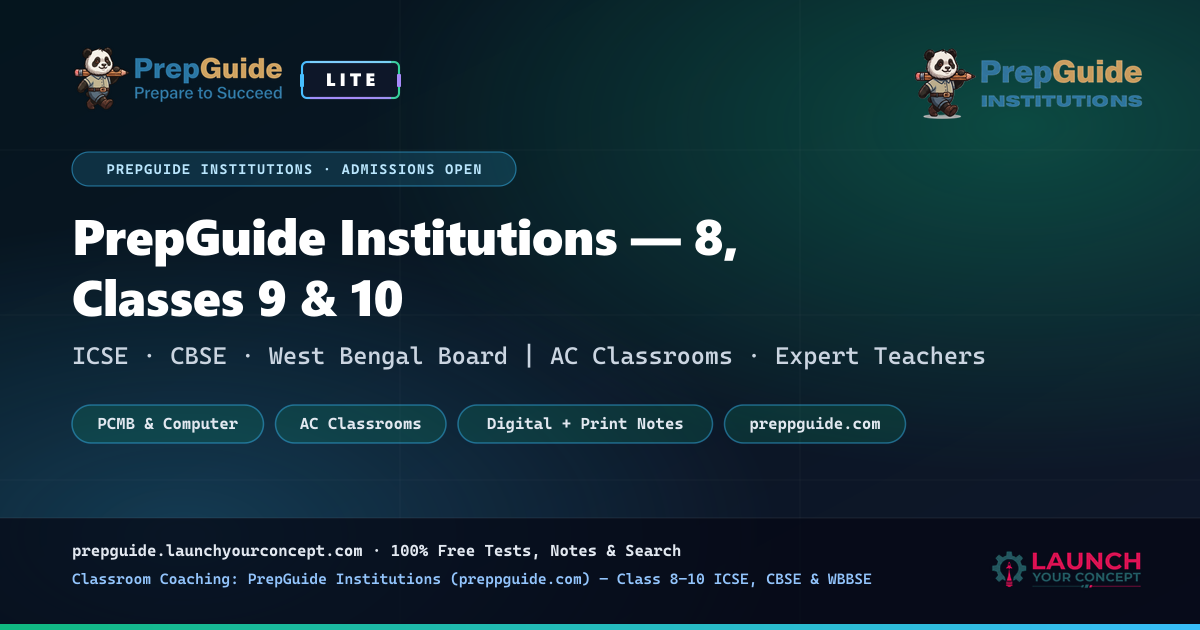 PrepGuide
Prepare to Succeed
LITE
PrepGuide
INSTITUTIONS
PREPGUIDE INSTITUTIONS · ADMISSIONS OPEN
PrepGuide Institutions — 8,
Classes 9 & 10
ICSE · CBSE · West Bengal Board | AC Classrooms · Expert Teachers
PCMB & Computer
AC Classrooms
Digital + Print Notes
preppguide.com
prepguide.launchyourconcept.com · 100% Free Tests, Notes & Search
Classroom Coaching: PrepGuide Institutions (preppguide.com) — Class 8–10 ICSE, CBSE & WBBSE
LAUNCH
YOUR CONCEPT